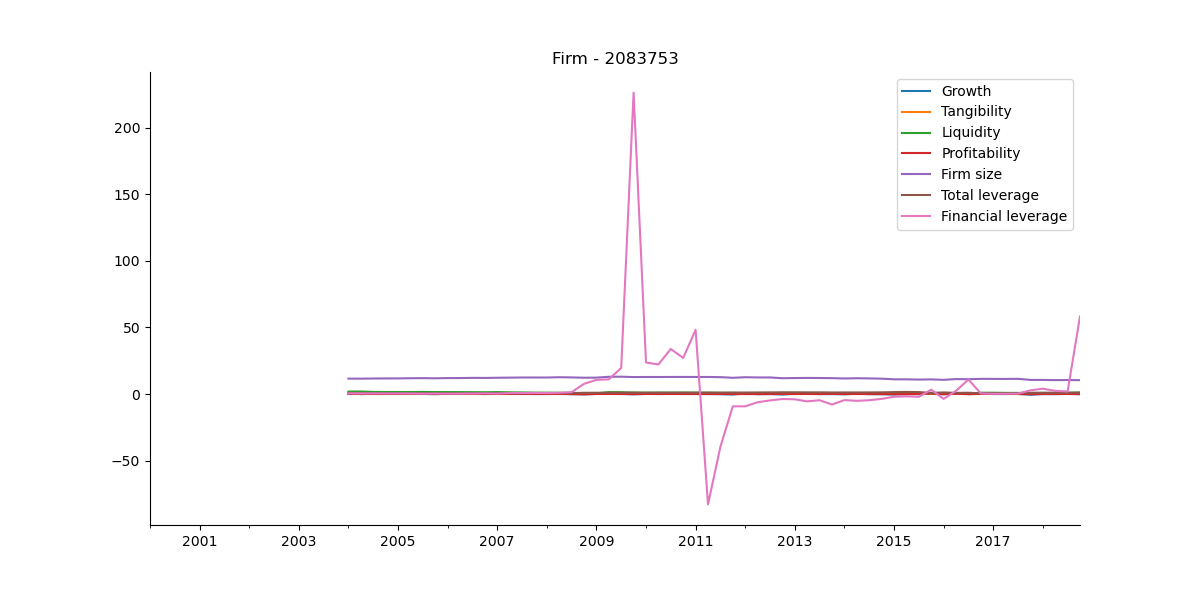 Firm - 2083753
Growth
Tangibility
Liquidity
Profitability
Firm size
Total leverage
Financial leverage
200
150
100
50
0
−50
2001 2003 2005 2007 2009 2011 2013 2015 2017